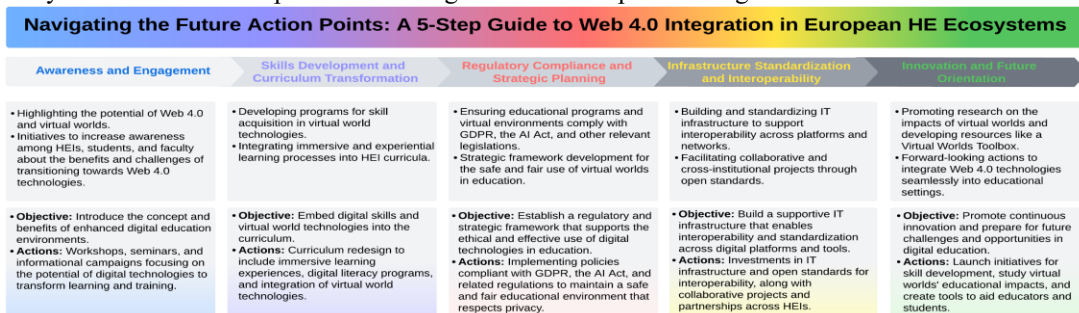 Navigating the Future Action Points: A 5-Step Guide to Web 4.0 Integration in European HE Ecosystems
Awareness and Engagement
Skills Development and
Curriculum Transformation
Regulatory Compliance and
Strategic Planning
Infrastructure Standardization
and Interoperability
Innovation and Future
Orientation
• Highlighting the potential of Web 4.0
and virtual worlds.
• Initiatives to increase awareness
among HEIs, students, and faculty
about the benefits and challenges of
transitioning towards Web 4.0
technologies.
• Developing programs for skill
acquisition in virtual world
technologies.
• Integrating immersive and experiential
learning processes into HEI curricula.
• Ensuring educational programs and
virtual environments comply with
GDPR, the AI Act, and other relevant
legislations.
• Strategic framework development for
the safe and fair use of virtual worlds
in education.
• Building and standardizing IT
infrastructure to support
interoperability across platforms and
networks.
• Facilitating collaborative and
cross-institutional projects through
open standards.
• Promoting research on the
impacts of virtual worlds and
developing resources like a
Virtual Worlds Toolbox.
• Forward-looking actions to
integrate Web 4.0 technologies
seamlessly into educational
settings.
• Objective: Introduce the concept and
benefits of enhanced digital education
environments.
• Actions: Workshops, seminars, and
informational campaigns focusing on
the potential of digital technologies to
transform learning and training.
• Objective: Embed digital skills and
virtual world technologies into the
curriculum.
• Actions: Curriculum redesign to
include immersive learning
experiences, digital literacy programs,
and integration of virtual world
technologies.
• Objective: Establish a regulatory and
strategic framework that supports the
ethical and effective use of digital
technologies in education.
• Actions: Implementing policies
compliant with GDPR, the AI Act, and
related regulations to maintain a safe
and fair educational environment that
respects privacy.
• Objective: Build a supportive IT
infrastructure that enables
interoperability and standardization
across digital platforms and tools.
• Actions: Investments in IT
infrastructure and open standards for
interoperability, along with
collaborative projects and
partnerships across HEIs.
• Objective: Promote continuous
innovation and prepare for future
challenges and opportunities in
digital education.
• Actions: Launch initiatives for
skill development, study virtual
worlds' educational impacts, and
create tools to aid educators and
students.